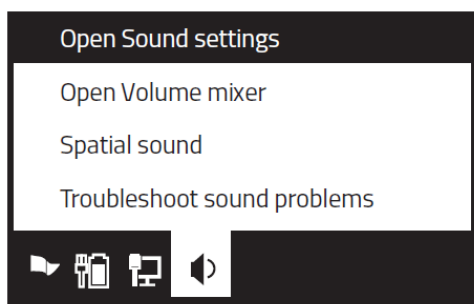 Open Sound settings
Open Volume mixer
Spatial sound
Troubleshoot sound problems